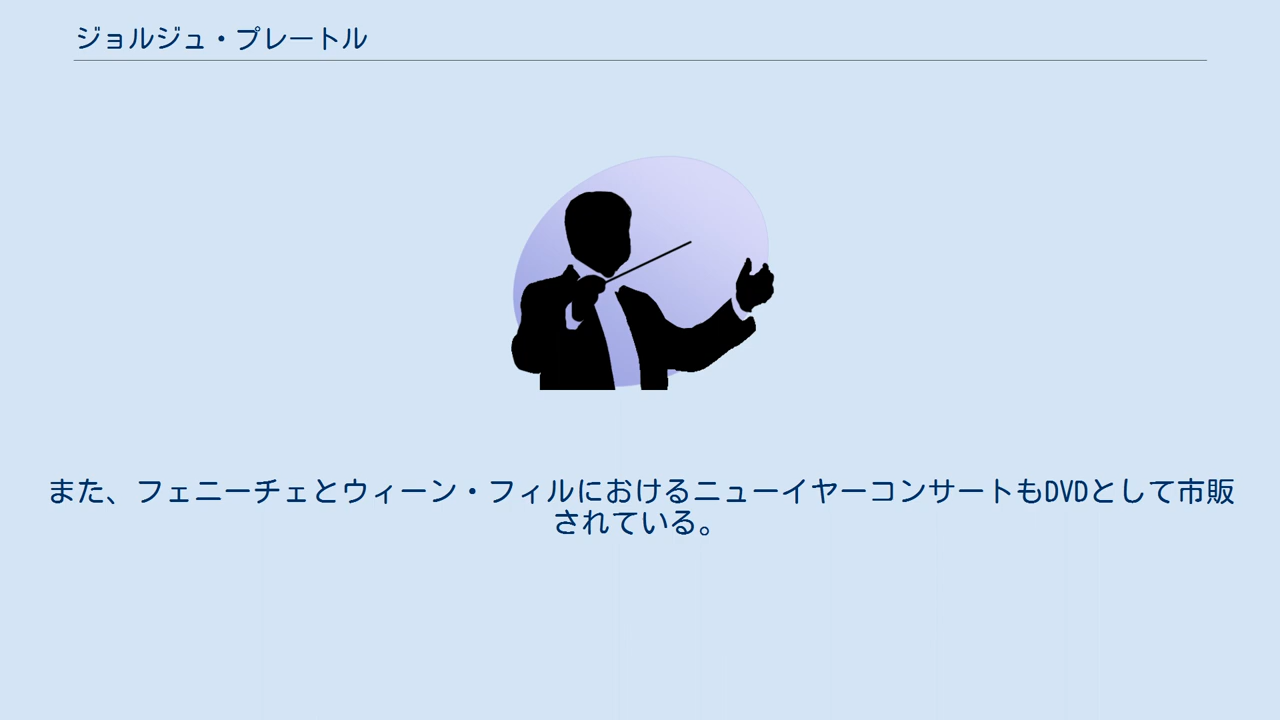 ジョルジュ・プレートル
また、フェニーチェとウィーン・フィルにおけるニューイヤーコンサートもDVDとして市販
されている。